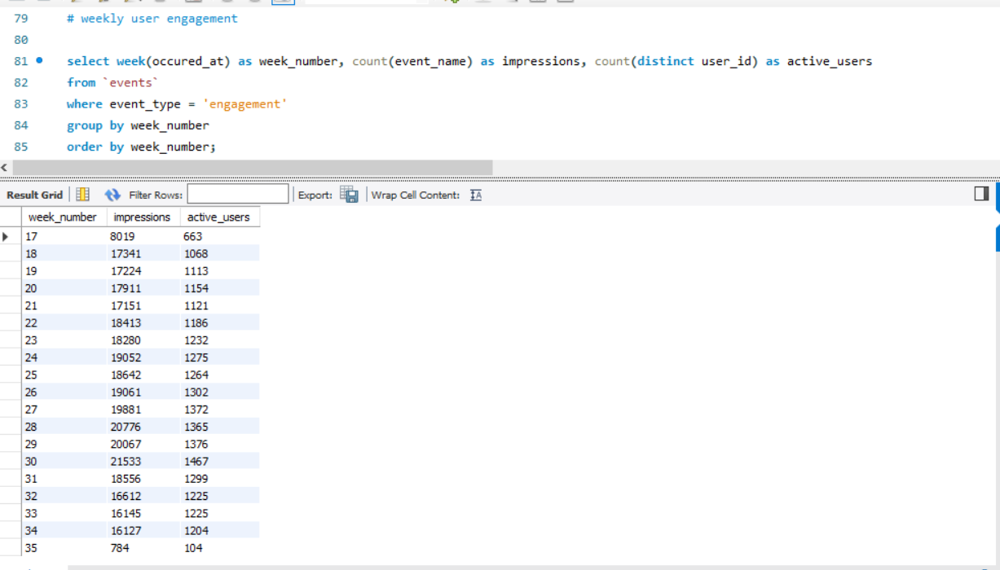 79 # weekly user engagement
80
81 select week(occured_at) as week_number, count(event_name) as impressions, count(distinct user_id) as active_users
82 from `events`
83 where event_type = 'engagement'
84 group by week_number
85 order by week_number;
Result Grid Filter Rows: Export: Wrap Cell Content: IA
week_number impressions active_users
17 8019 663
18 17341 1068
19 17224 1113
20 17911 1154
21 17151 1121
22 18413 1186
23 18280 1232
24 19052 1275
25 18642 1264
26 19061 1302
27 19881 1372
28 20776 1365
29 20067 1376
30 21533 1467
31 18556 1299
32 16612 1225
33 16145 1225
34 16127 1204
35 784 104